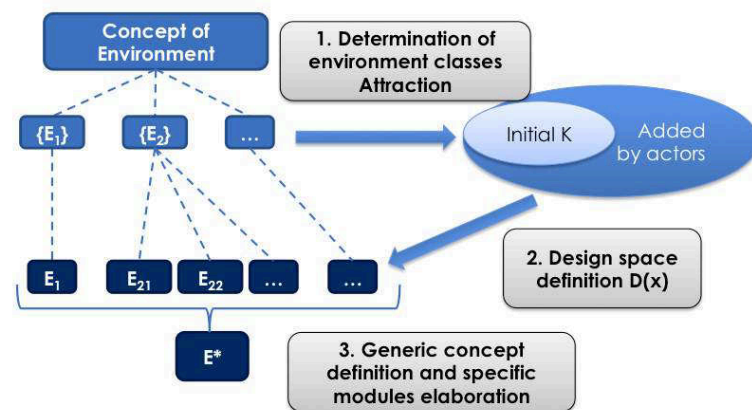 Concept of
Environment
1. Determination of
environment classes
Attraction
{E₁}
{E₂}
...
Initial K
Added
by actors
E₁
E₂₁
E₂₂
...
...
2. Design space
definition D(x)
E*
3. Generic concept
definition and specific
modules elaboration